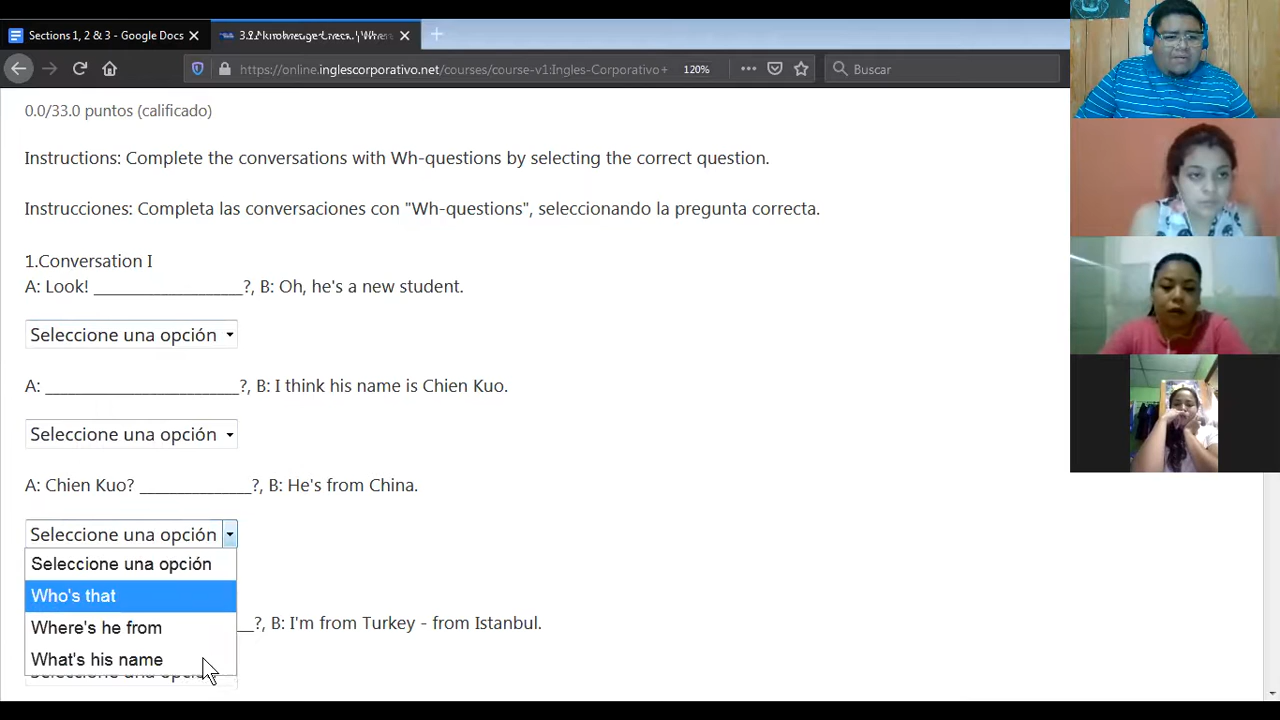 Sections 1, 2 & 3 - Google Docs
https://online.inglescorporativo.net/courses/course-v1:Ingles-Corporativo+
120%
Buscar
0.0/33.0 puntos (calificado)
Instructions: Complete the conversations with Wh-questions by selecting the correct question.
Instrucciones: Completa las conversaciones con "Wh-questions", seleccionando la pregunta correcta.
1.Conversation I
A: Look! ____________________?, B: Oh, he's a new student.
Seleccione una opción
A: __________________________?, B: I think his name is Chien Kuo.
Seleccione una opción
A: Chien Kuo? _______________?, B: He's from China.
Seleccione una opción
Seleccione una opción
Who's that
Where's he from
__?, B: I'm from Turkey - from Istanbul.
What's his name